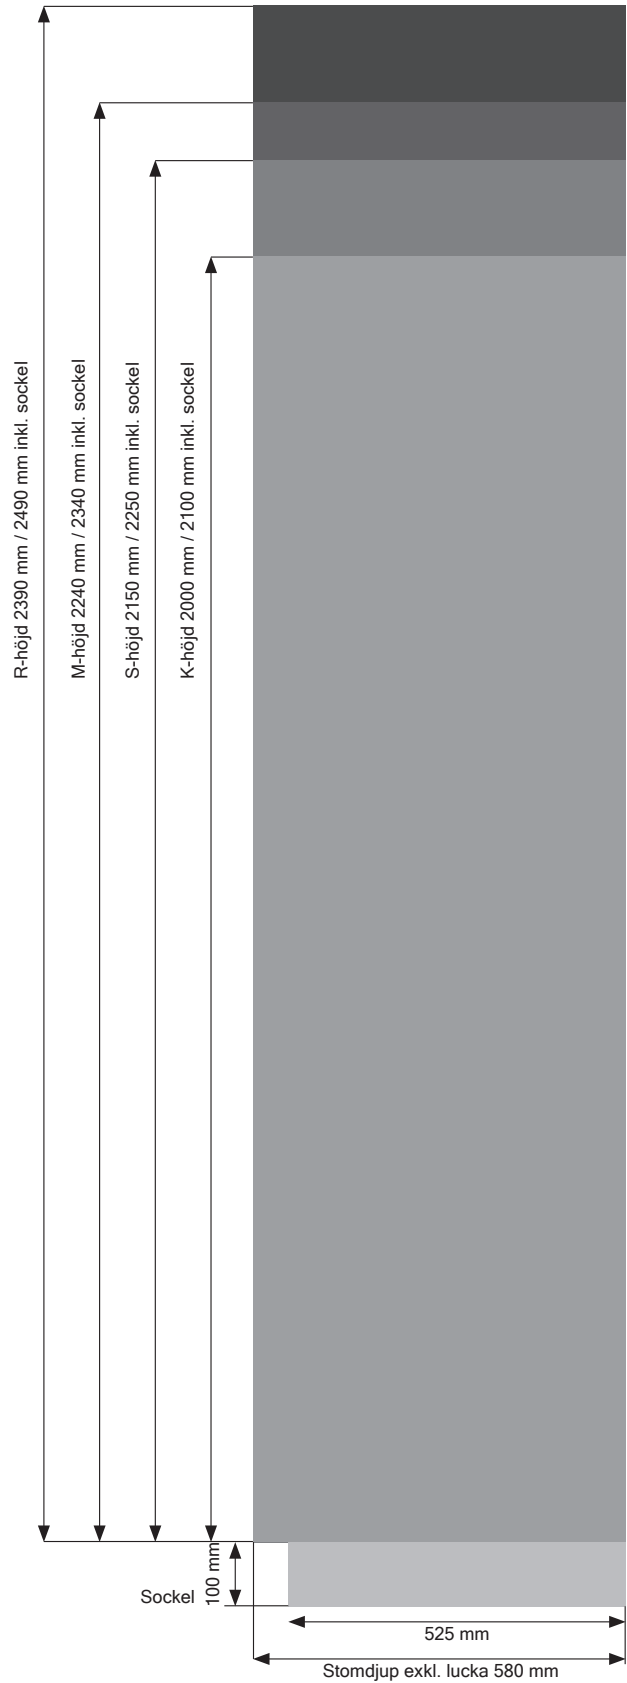 R-höjd 2390 mm / 2490 mm inkl. sockel
M-höjd 2240 mm / 2340 mm inkl. sockel
S-höjd 2150 mm / 2250 mm inkl. sockel
K-höjd 2000 mm / 2100 mm inkl. sockel
Sockel
100 mm
525 mm
Stomdjup exkl. lucka 580 mm